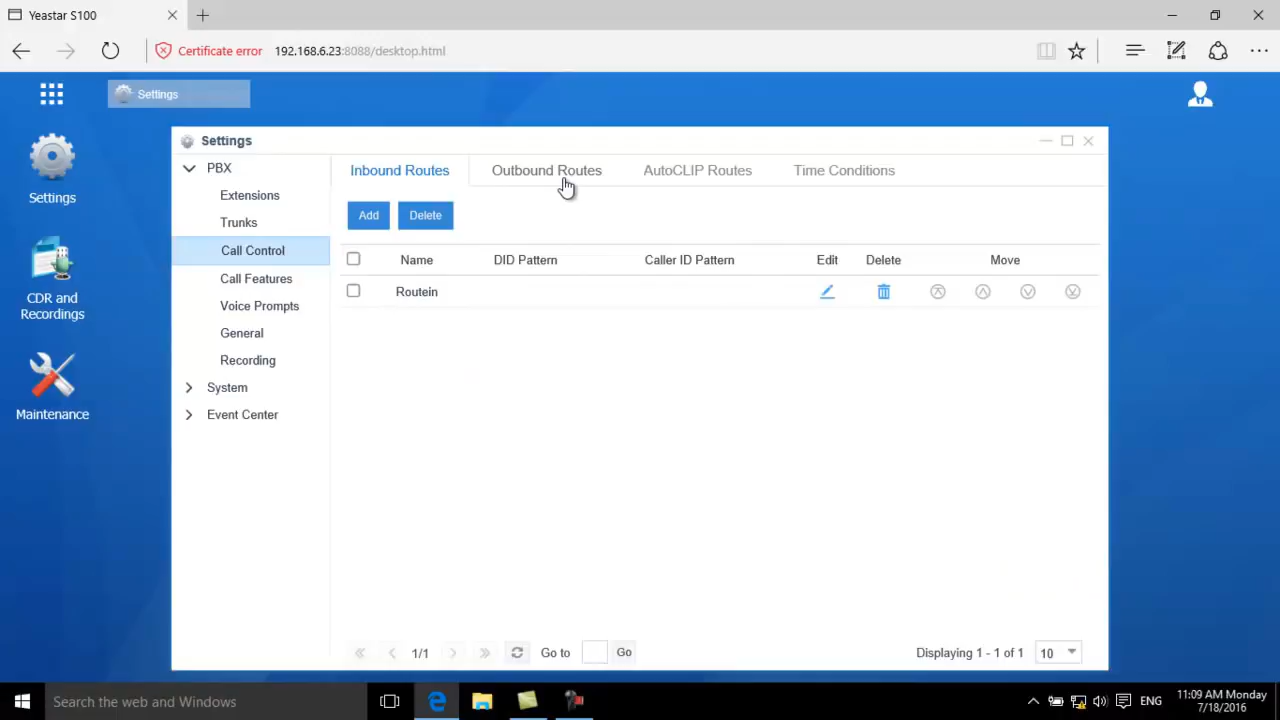 Yeastar S100
Certificate error 192.168.6.23:8088/desktop.html
Settings
Settings
CDR and
Recordings
Maintenance
Settings
PBX
Extensions
Trunks
Call Control
Call Features
Voice Prompts
General
Recording
System
Event Center
Inbound Routes Outbound Routes AutoCLIP Routes Time Conditions
Add Delete
Name DID Pattern Caller ID Pattern Edit Delete Move
Routein
1/1 Go to Go Displaying 1 - 1 of 1 10
Search the web and Windows
ENG
11:09 AM Monday
7/18/2016